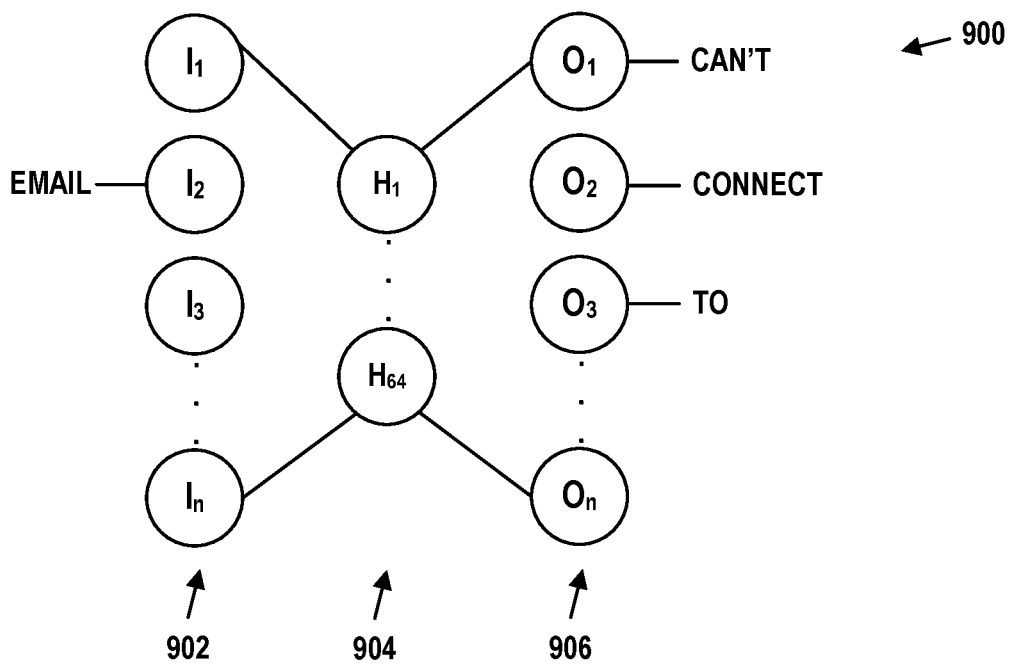 900
I1 O1 CAN'T
EMAIL I2 H1 O2 CONNECT
I3 O3 TO
H64
In On
902 904 906